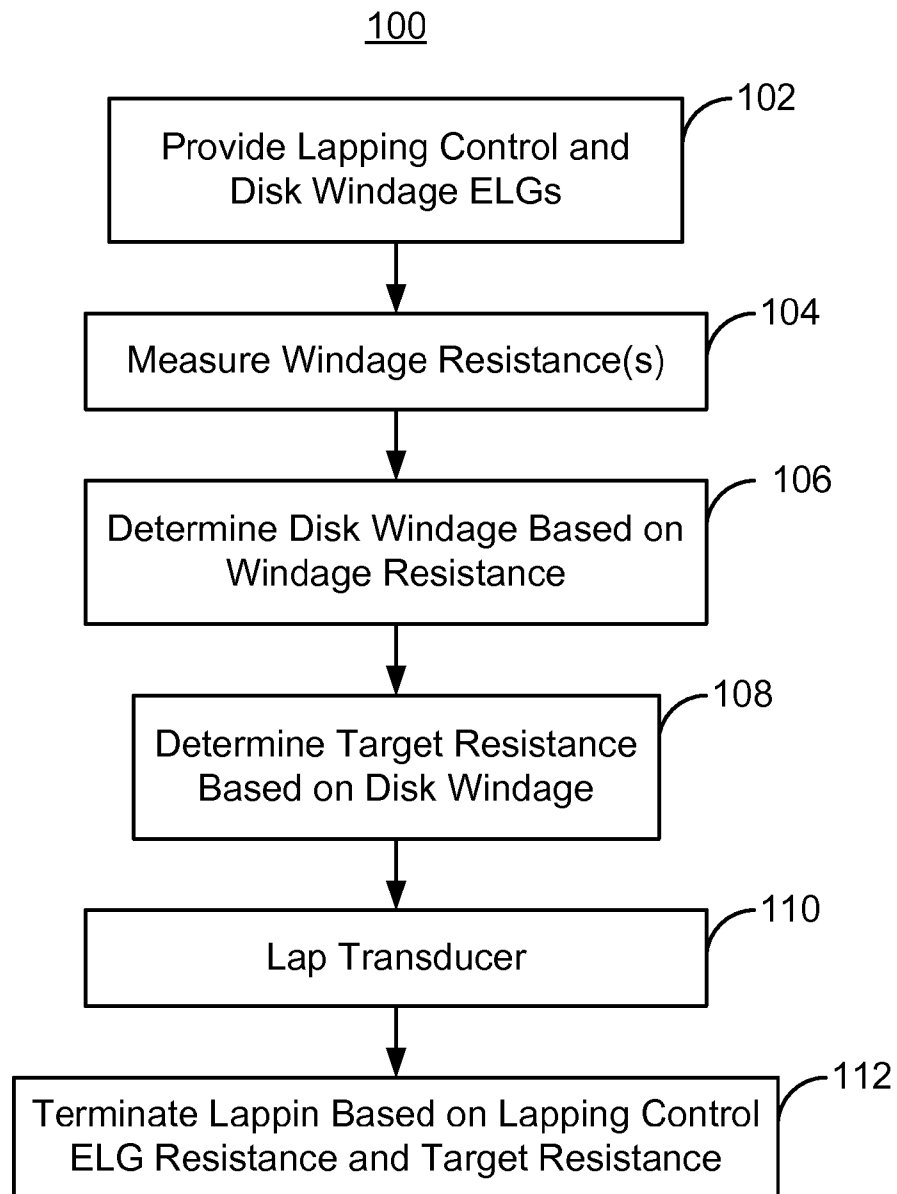 100
102
Provide Lapping Control and
Disk Windage ELGs
104
Measure Windage Resistance(s)
106
Determine Disk Windage Based on
Windage Resistance
108
Determine Target Resistance
Based on Disk Windage
110
Lap Transducer
112
Terminate Lappin Based on Lapping Control
ELG Resistance and Target Resistance